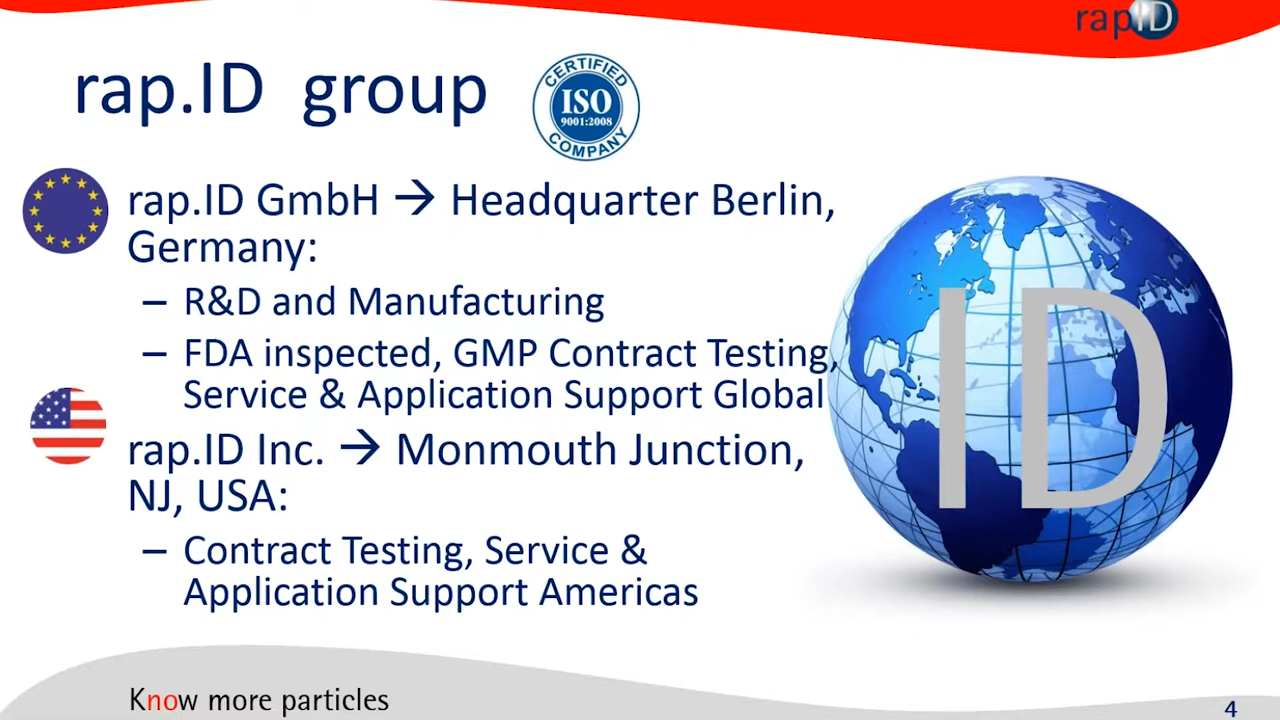 rapID
rap.ID group
CERTIFIED
ISO
9001:2008
COMPANY
rap.ID GmbH → Headquarter Berlin,
Germany:
– R&D and Manufacturing
– FDA inspected, GMP Contract Testing,
Service & Application Support Global
rap.ID Inc. → Monmouth Junction,
NJ, USA:
– Contract Testing, Service &
Application Support Americas
ID
Know more particles
4